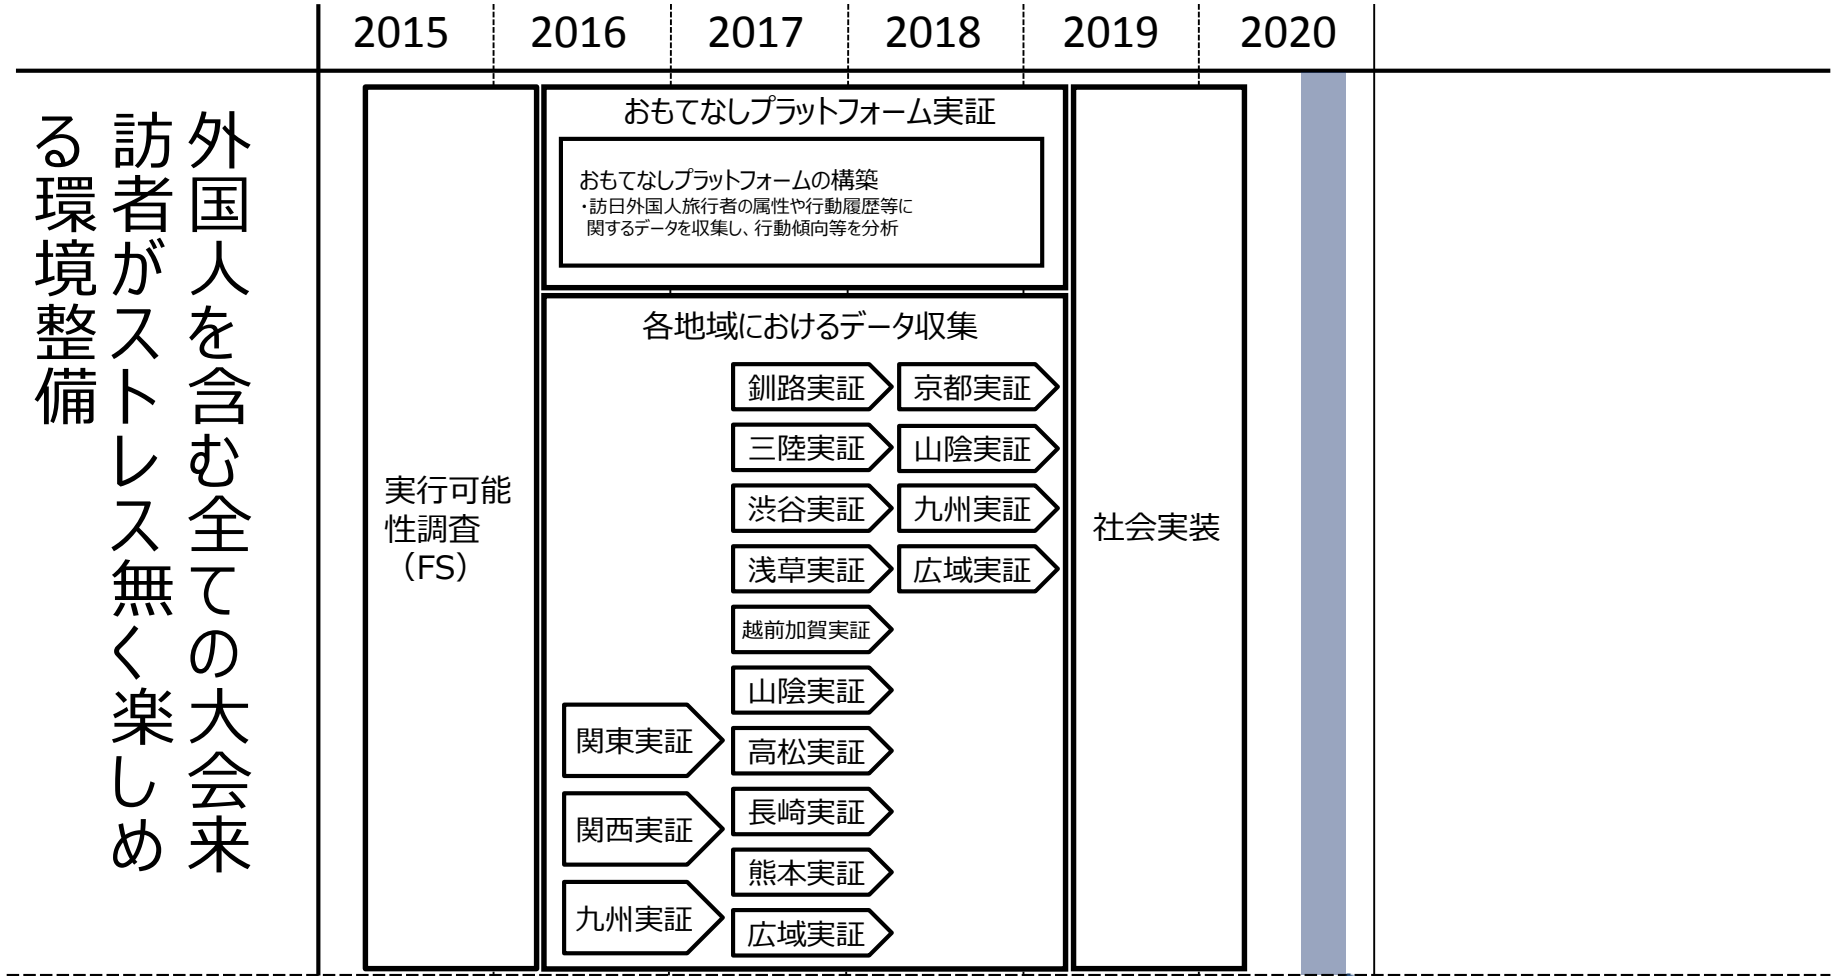 2015 2016 2017 2018 2019 2020
外国人を含む全ての大会来
訪者がストレス無く楽しめ
る環境整備
実行可能
性調査
（FS）
おもてなしプラットフォーム実証
おもてなしプラットフォームの構築
・訪日外国人旅行者の属性や行動履歴等に
関するデータを収集し、行動傾向等を分析
各地域におけるデータ収集
関東実証
関西実証
九州実証
釧路実証
三陸実証
渋谷実証
浅草実証
越前加賀実証
山陰実証
高松実証
長崎実証
熊本実証
広域実証
京都実証
山陰実証
九州実証
広域実証
社会実装